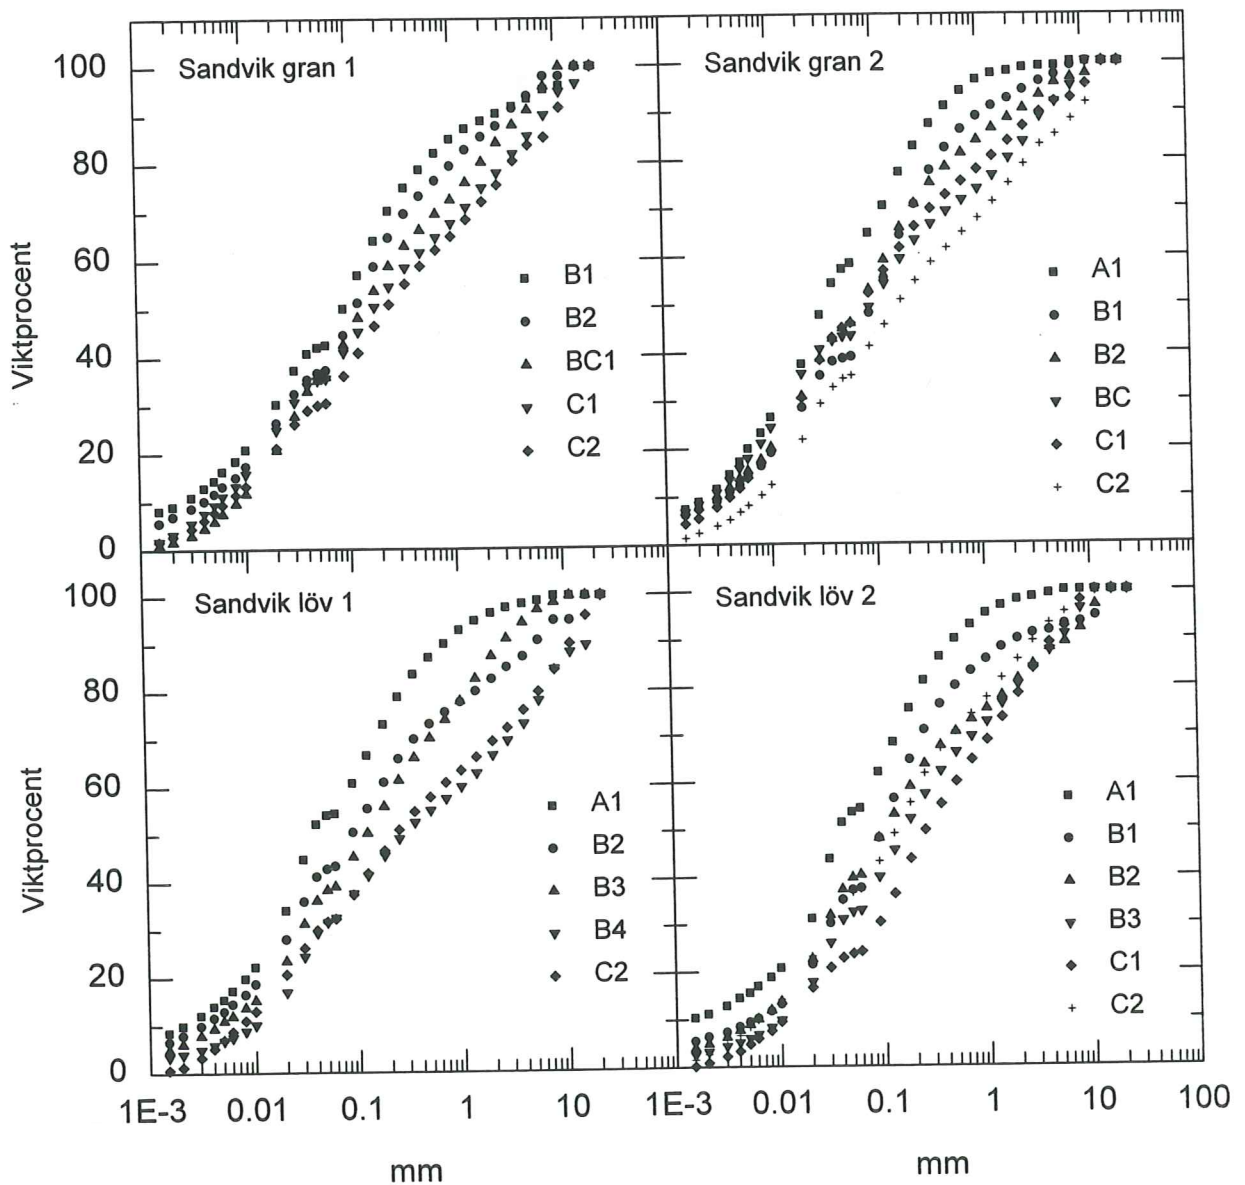 Sandvik gran 1
Sandvik gran 2
100
80
60
40
20
0
Viktprocent
B1
B2
BC1
C1
C2
A1
B1
B2
BC
C1
C2
Sandvik löv 1
Sandvik löv 2
100
80
60
40
20
0
Viktprocent
A1
B2
B3
B4
C2
A1
B1
B2
B3
C1
C2
1E-3 0.01 0.1 1 10 1E-3 0.01 0.1 1 10 100
mm
mm